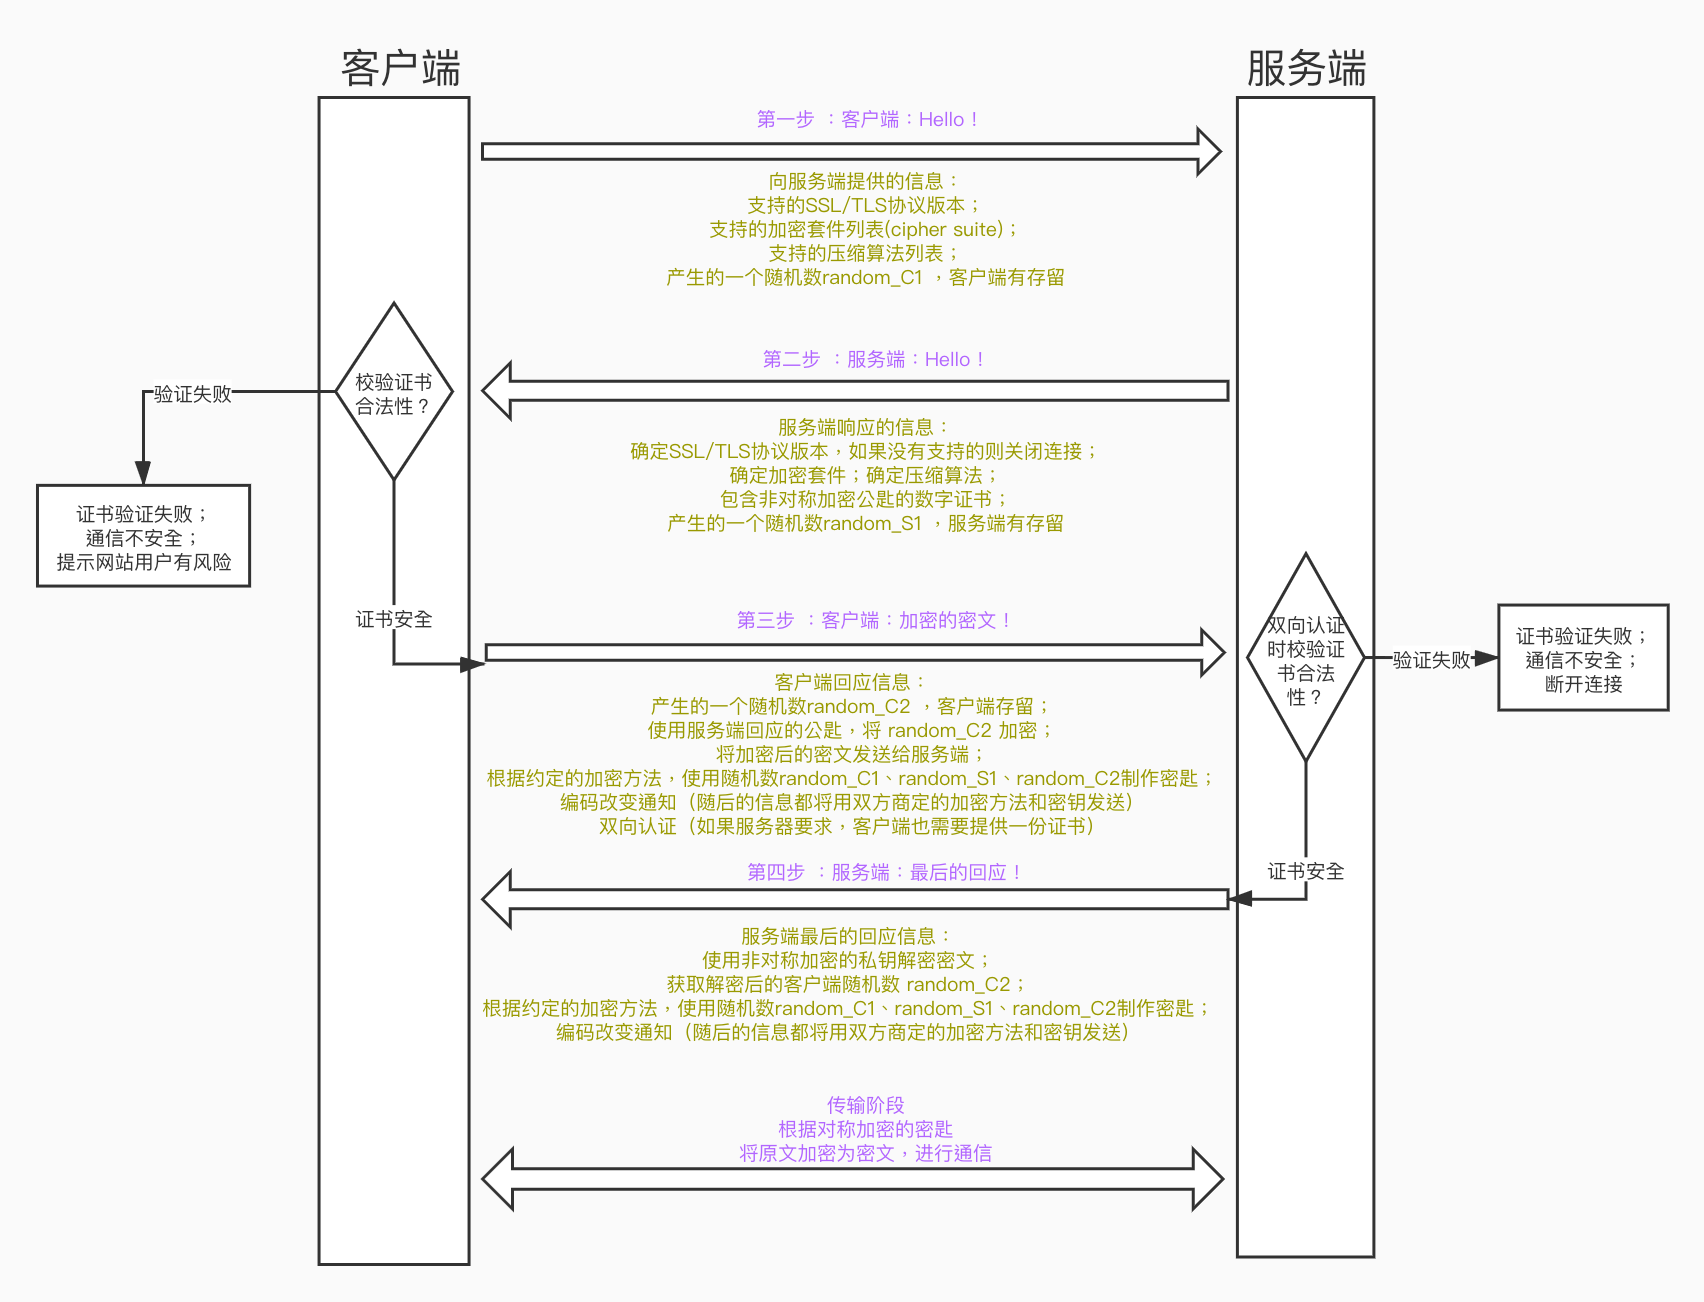 客户端
服务端
第一步 ：客户端：Hello！
向服务端提供的信息：
支持的SSL/TLS协议版本；
支持的加密套件列表(cipher suite)；
支持的压缩算法列表；
产生的一个随机数random_C1 ，客户端有存留
第二步 ：服务端：Hello！
校验证书
合法性？
验证失败
证书验证失败；
通信不安全；
提示网站用户有风险
服务端响应的信息：
确定SSL/TLS协议版本，如果没有支持的则关闭连接；
确定加密套件；确定压缩算法；
包含非对称加密公匙的数字证书；
产生的一个随机数random_S1 ，服务端有存留
证书安全
第三步 ：客户端：加密的密文！
双向认证
时校验证
书合法
性？
验证失败
证书验证失败；
通信不安全；
断开连接
客户端回应信息：
产生的一个随机数random_C2 ，客户端存留；
使用服务端回应的公匙，将 random_C2 加密；
将加密后的密文发送给服务端；
根据约定的加密方法，使用随机数random_C1、random_S1、random_C2制作密匙；
编码改变通知（随后的信息都将用双方商定的加密方法和密钥发送）
双向认证（如果服务器要求，客户端也需要提供一份证书）
第四步 ：服务端：最后的回应！
证书安全
服务端最后的回应信息：
使用非对称加密的私钥解密密文；
获取解密后的客户端随机数 random_C2；
根据约定的加密方法，使用随机数random_C1、random_S1、random_C2制作密匙；
编码改变通知（随后的信息都将用双方商定的加密方法和密钥发送）
传输阶段
根据对称加密的密匙
将原文加密为密文，进行通信